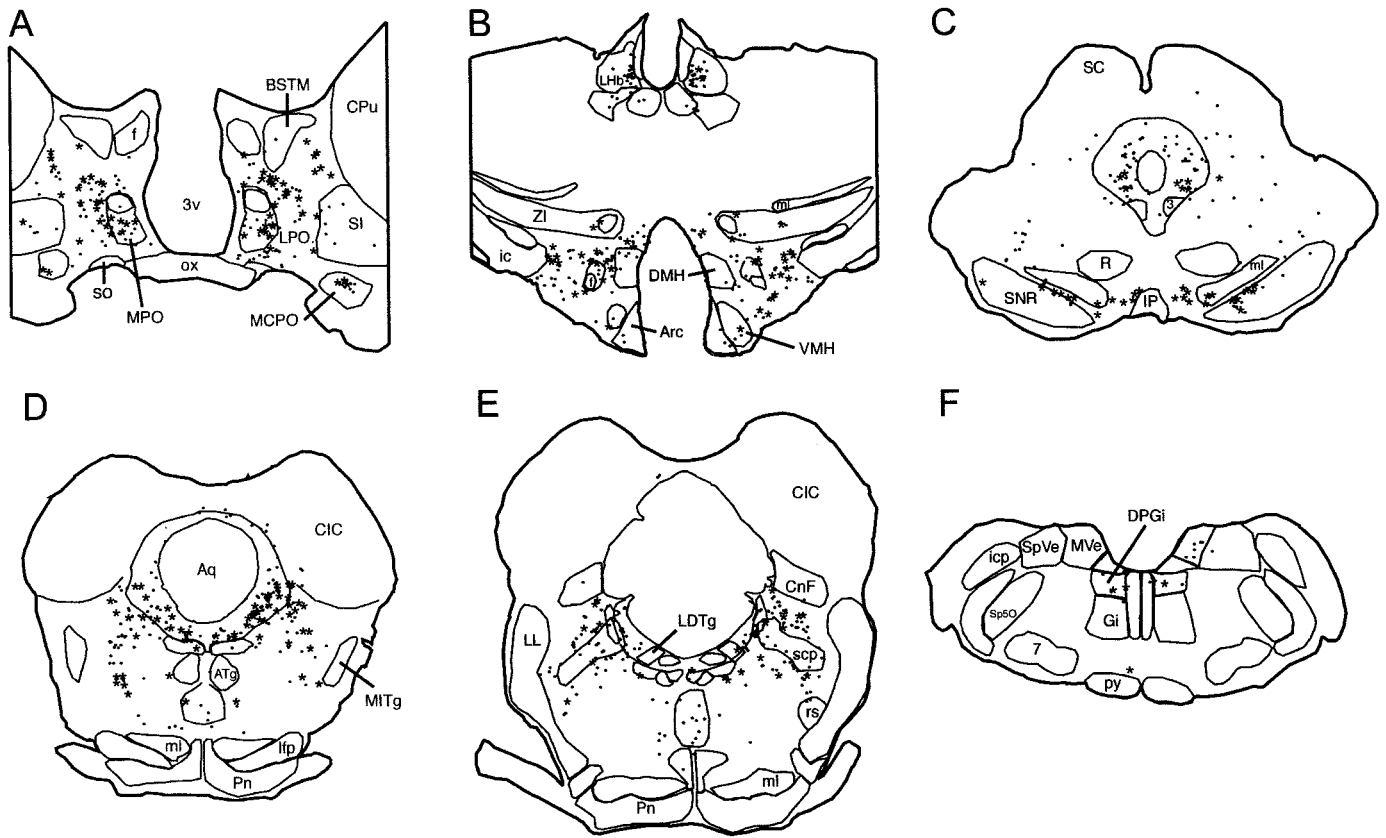 A
BSTM
CPu
f
3v
SI
LPO
ox
so
MPO
MCPO
B
LHb
ZI
ml
ic
DMH
f
Arc
VMH
C
SC
3
R
ml
SNR
IP
D
CIC
Aq
ATg
MITg
ml
lfp
Pn
E
CIC
CnF
LDTg
LL
scp
rs
ml
Pn
F
DPGi
icp
SpVe
MVe
Sp5O
Gi
7
py